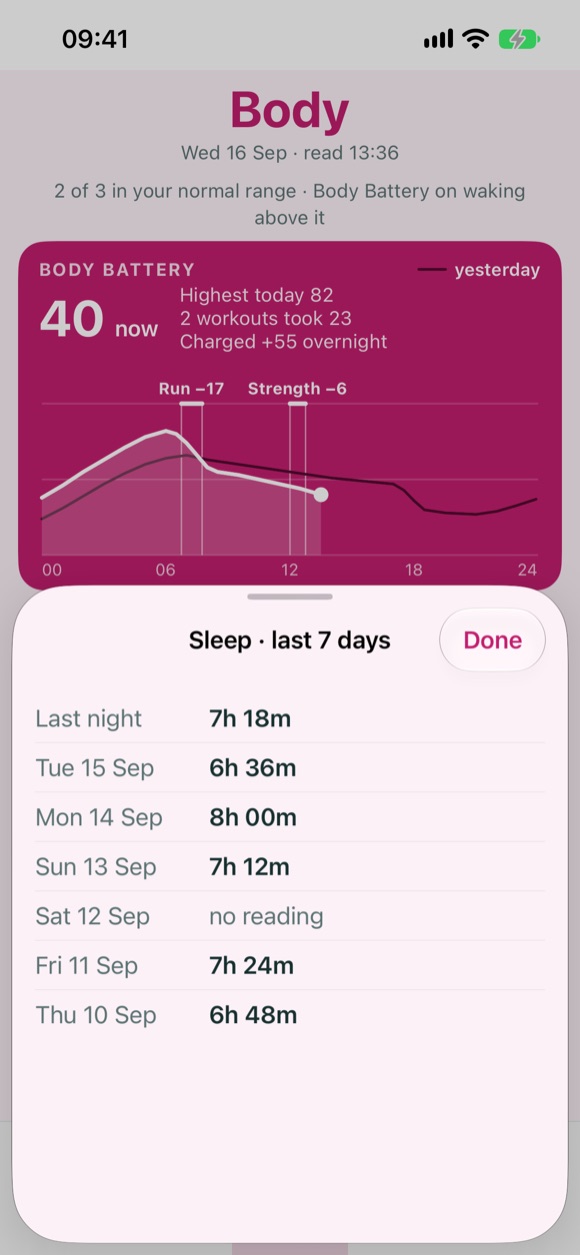 09:41
Body
Wed 16 Sep · read 13:36
2 of 3 in your normal range · Body Battery on waking
above it
BODY BATTERY
yesterday
40 now
Highest today 82
2 workouts took 23
Charged +55 overnight
Run −17
Strength −6
00
06
12
18
24
Sleep · last 7 days
Done
Last night 7h 18m
Tue 15 Sep 6h 36m
Mon 14 Sep 8h 00m
Sun 13 Sep 7h 12m
Sat 12 Sep no reading
Fri 11 Sep 7h 24m
Thu 10 Sep 6h 48m